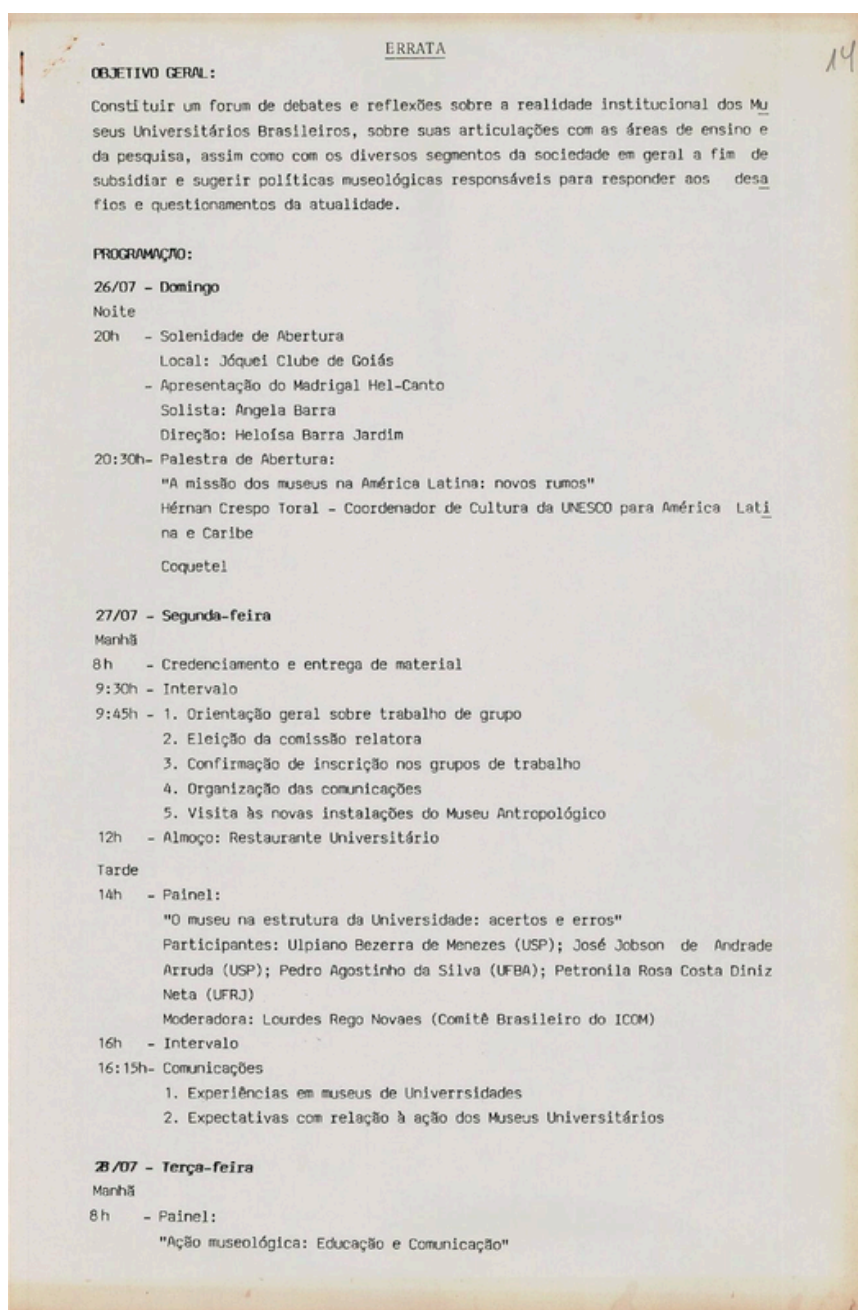 ERRATA
14
OBJETIVO GERAL:
Constituir um forum de debates e reflexões sobre a realidade institucional dos Mu
seus Universitários Brasileiros, sobre suas articulações com as áreas de ensino e
da pesquisa, assim como com os diversos segmentos da sociedade em geral a fim de
subsidiar e sugerir políticas museológicas responsáveis para responder aos desa
fios e questionamentos da atualidade.
PROGRAMAÇÃO:
26/07 - Domingo
Noite
20h - Solenidade de Abertura
Local: Jóquei Clube de Goiás
- Apresentação do Madrigal Hel-Canto
Solista: Angela Barra
Direção: Heloísa Barra Jardim
20:30h- Palestra de Abertura:
"A missão dos museus na América Latina: novos rumos"
Hérnan Crespo Toral - Coordenador de Cultura da UNESCO para América Lati
na e Caribe
Coquetel
27/07 - Segunda-feira
Manhã
8h - Credenciamento e entrega de material
9:30h - Intervalo
9:45h - 1. Orientação geral sobre trabalho de grupo
2. Eleição da comissão relatora
3. Confirmação de inscrição nos grupos de trabalho
4. Organização das comunicações
5. Visita às novas instalações do Museu Antropológico
12h - Almoço: Restaurante Universitário
Tarde
14h - Painel:
"O museu na estrutura da Universidade: acertos e erros"
Participantes: Ulpiano Bezerra de Menezes (USP); José Jobson de Andrade
Arruda (USP); Pedro Agostinho da Silva (UFBA); Petronila Rosa Costa Diniz
Neta (UFRJ)
Moderadora: Lourdes Rego Novaes (Comitê Brasileiro do ICOM)
16h - Intervalo
16:15h- Comunicações
1. Experiências em museus de Univerrsidades
2. Expectativas com relação à ação dos Museus Universitários
28/07 - Terça-feira
Manhã
8h - Painel:
"Ação museológica: Educação e Comunicação"